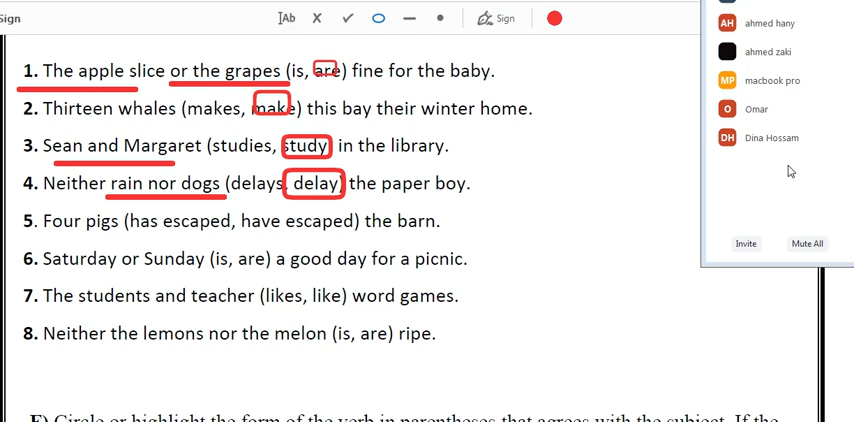 Sign
Ab
Sign
1. The apple slice or the grapes (is, are) fine for the baby.
2. Thirteen whales (makes, make) this bay their winter home.
3. Sean and Margaret (studies, study) in the library.
4. Neither rain nor dogs (delays, delay) the paper boy.
5. Four pigs (has escaped, have escaped) the barn.
6. Saturday or Sunday (is, are) a good day for a picnic.
7. The students and teacher (likes, like) word games.
8. Neither the lemons nor the melon (is, are) ripe.
F) Circle or highlight the form of the verb in parentheses that agrees with the subject. If the
AH ahmed hany
ahmed zaki
MP macbook pro
O Omar
DH Dina Hossam
Invite Mute All